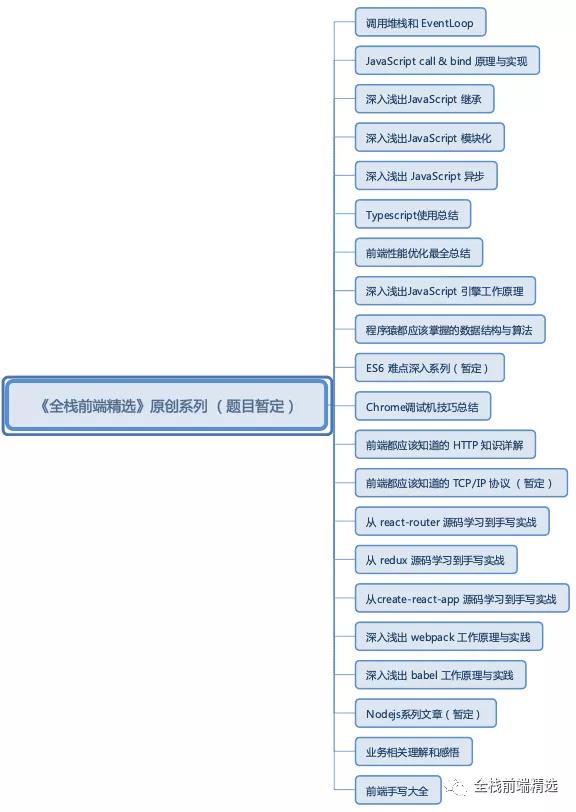 调用堆栈和 EventLoop
JavaScript call & bind 原理与实现
深入浅出JavaScript 继承
深入浅出JavaScript 模块化
深入浅出 JavaScript 异步
Typescript使用总结
前端性能优化最全总结
深入浅出JavaScript 引擎工作原理
程序猿都应该掌握的数据结构与算法
ES6 难点深入系列（暂定）
《全栈前端精选》原创系列 （ 题目暂定 ）
Chrome调试机技巧总结
前端都应该知道的 HTTP 知识详解
前端都应该知道的 TCP/IP 协议 （ 暂定 ）
从 react-router 源码学习到手写实战
从 redux 源码学习到手写实战
从create-react-app 源码学习到手写实战
深入浅出 webpack 工作原理与实践
深入浅出 babel 工作原理与实践
Nodejs系列文章（暂定）
业务相关理解和感悟
前端手写大全
全栈前端精选